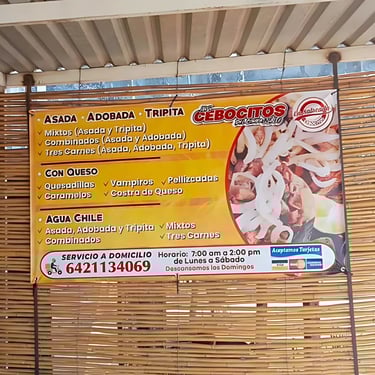 · Asada · Adobada · Tripita
✓ Mixtos (Asada y Tripita)
✓ Combinados (Asada y Adobada)
✓ Tres Carnes (Asada, Adobada, Tripita)
CEBOCITOS
· Con Queso
✓ Quesadillas ✓ Vampiros ✓ Pellizcadas
✓ Caramelos ✓ Costra de Queso
· Agua Chile
✓ Asada, Adobada y Tripita ✓ Mixtos
✓ Combinados ✓ Tres Carnes
SERVICIO A DOMICILIO
6421134069
Horario: 7:00 am a 2:00 pm
de Lunes a Sábado
Descansamos los Domingos
Aceptamos Tarjetas